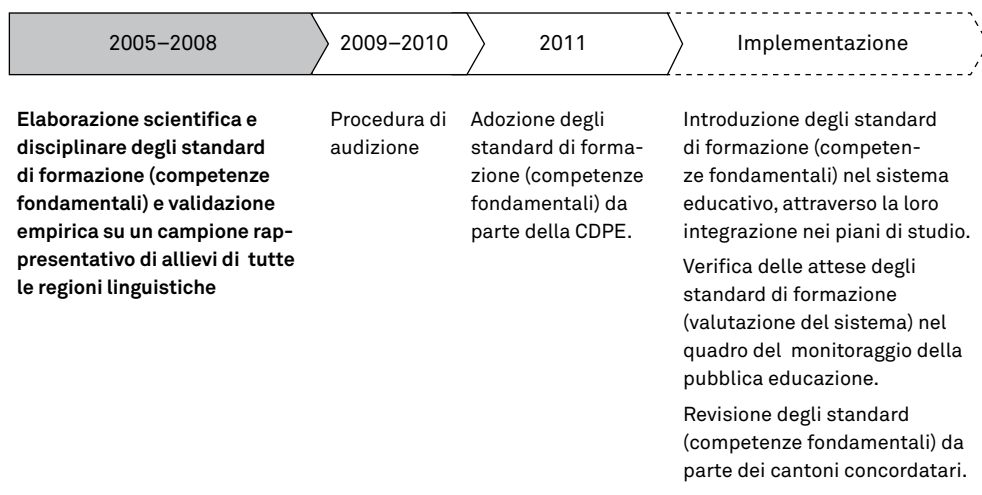 2005–2008
2009–2010
2011
Implementazione
Elaborazione scientifica e
disciplinare degli standard
di formazione (competenze
fondamentali) e validazione
empirica su un campione rap-
presentativo di allievi di tutte
le regioni linguistiche
Procedura di
audizione
Adozione degli
standard di forma-
zione (competenze
fondamentali) da
parte della CDPE.
Introduzione degli standard
di formazione (competen-
ze fondamentali) nel sistema
educativo, attraverso la loro
integrazione nei piani di studio.
Verifica delle attese degli
standard di formazione
(valutazione del sistema) nel
quadro del monitoraggio della
pubblica educazione.
Revisione degli standard
(competenze fondamentali) da
parte dei cantoni concordatari.